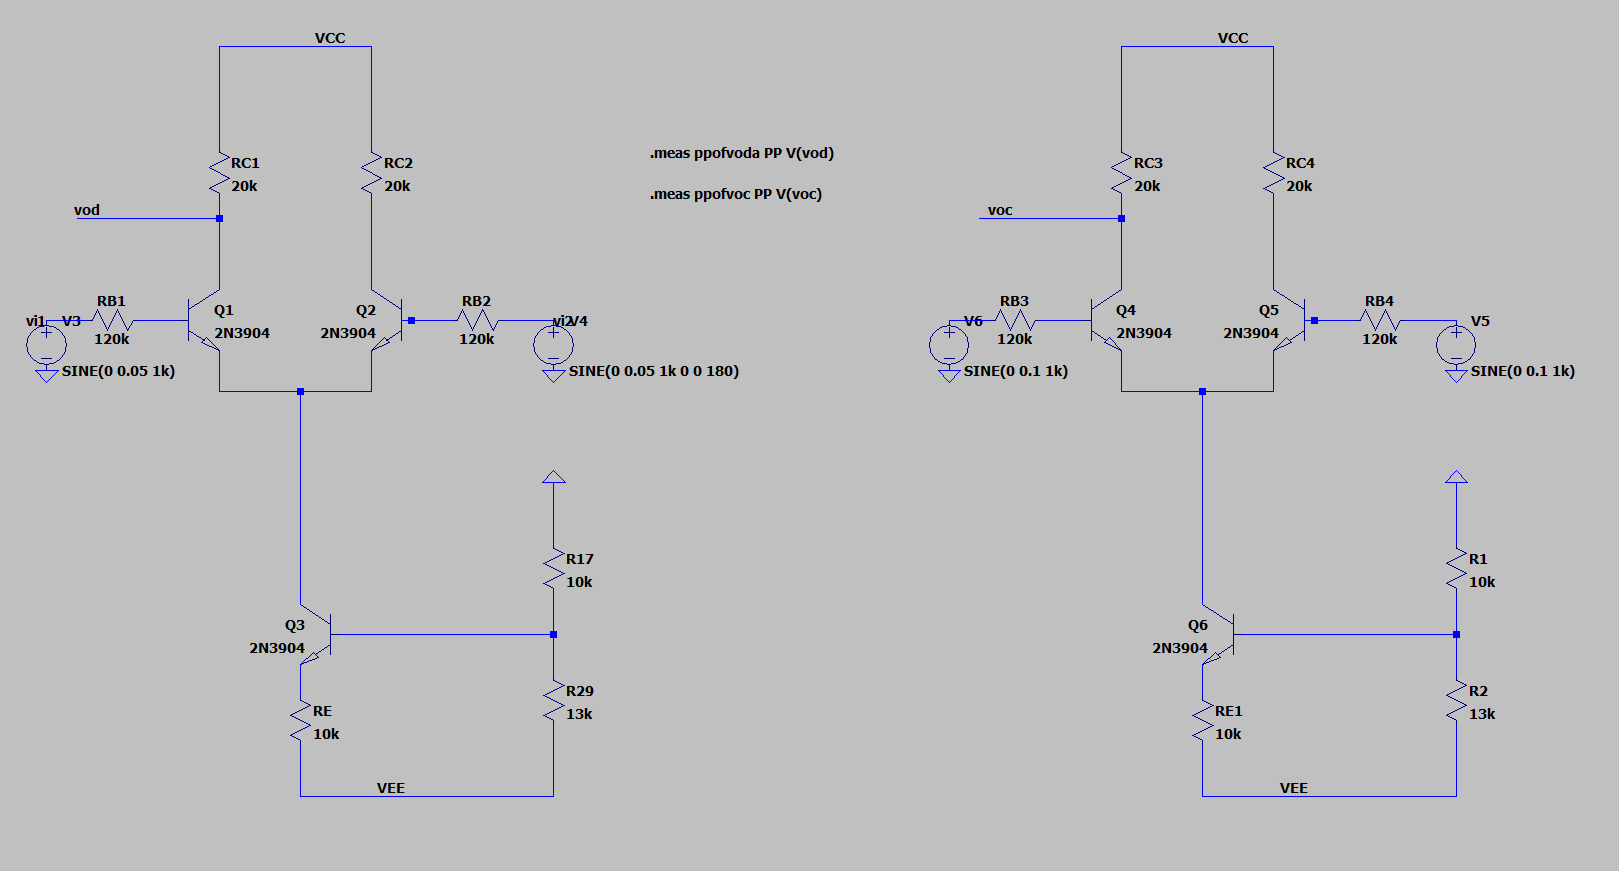 VCC
RC1
20k
RC2
20k
vod
vi1
V3
RB1
120k
Q1
2N3904
Q2
2N3904
RB2
120k
vi2
V4
SINE(0 0.05 1k)
SINE(0 0.05 1k 0 0 180)
R17
10k
Q3
2N3904
R29
13k
RE
10k
VEE
.meas ppofvoda PP V(vod)
.meas ppofvoc PP V(voc)
VCC
RC3
20k
RC4
20k
voc
V6
RB3
120k
Q4
2N3904
Q5
2N3904
RB4
120k
V5
SINE(0 0.1 1k)
SINE(0 0.1 1k)
R1
10k
Q6
2N3904
R2
13k
RE1
10k
VEE